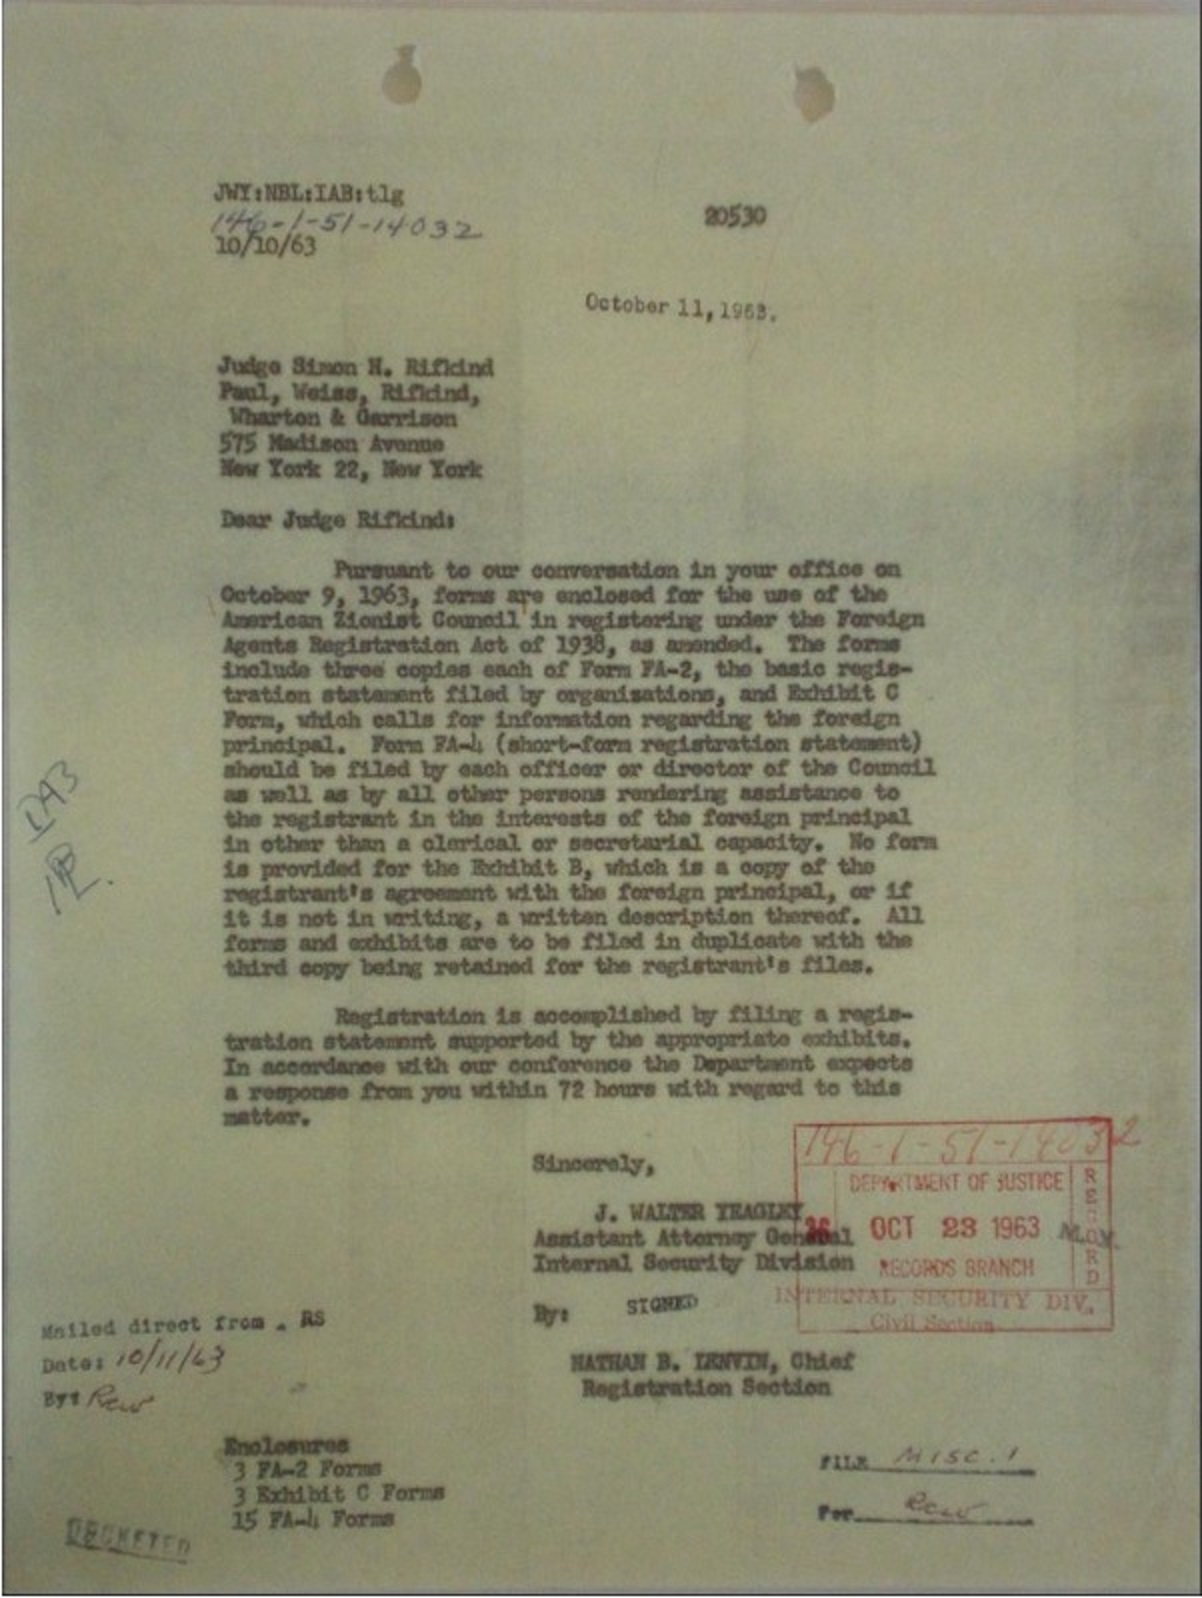 JWY:NBL:IAB:tlg
146-1-51-14032
10/10/63
20530
October 11, 1963.
Judge Simon H. Rifkind
Paul, Weiss, Rifkind,
Wharton & Garrison
575 Madison Avenue
New York 22, New York
Dear Judge Rifkind:
Pursuant to our conversation in your office on
October 9, 1963, forms are enclosed for the use of the
American Zionist Council in registering under the Foreign
Agents Registration Act of 1938, as amended. The forms
include three copies each of Form FA-2, the basic regis-
tration statement filed by organizations, and Exhibit C
Form, which calls for information regarding the foreign
principal. Form FA-4 (short-form registration statement)
should be filed by each officer or director of the Council
as well as by all other persons rendering assistance to
the registrant in the interests of the foreign principal
in other than a clerical or secretarial capacity. No form
is provided for the Exhibit B, which is a copy of the
registrant's agreement with the foreign principal, or if
it is not in writing, a written description thereof. All
forms and exhibits are to be filed in duplicate with the
third copy being retained for the registrant's files.
Registration is accomplished by filing a regis-
tration statement supported by the appropriate exhibits.
In accordance with our conference the Department expects
a response from you within 72 hours with regard to this
matter.
Sincerely,
J. WALTER YEAGLEY
Assistant Attorney General
Internal Security Division
By: SIGNED
NATHAN B. LENVIN, Chief
Registration Section
146-1-51-14032
DEPARTMENT OF JUSTICE
26 OCT 23 1963
RECORDS BRANCH
RECORD
INTERNAL SECURITY DIV.
Civil Section
Mailed direct from RS
Date: 10/11/63
By: Rew
Enclosures
3 FA-2 Forms
3 Exhibit C Forms
15 FA-4 Forms
FILE Misc. 1
Per Rew
DOCKETED